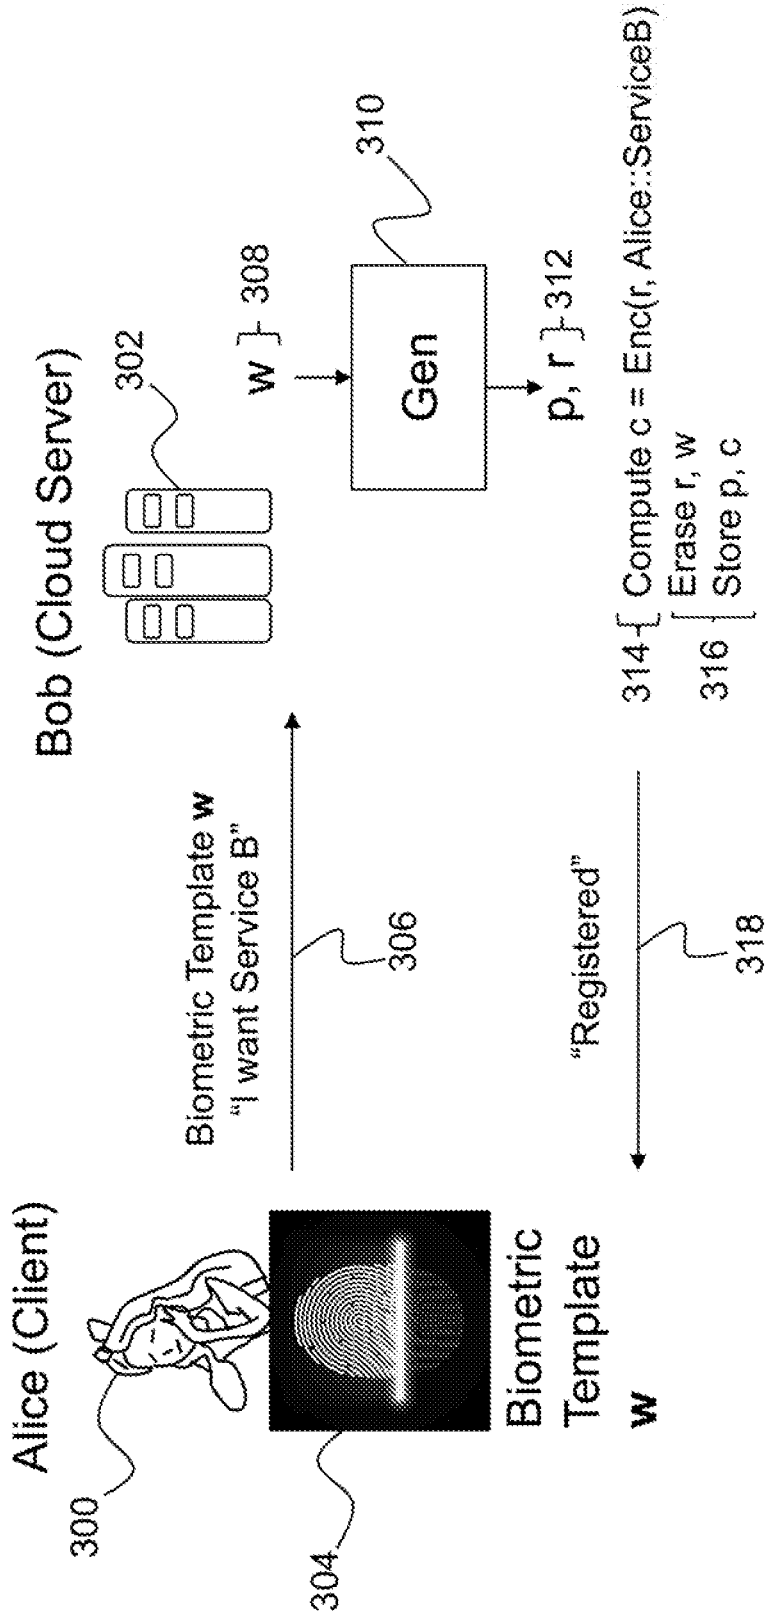 Alice (Client)
300
304
Biometric
Template
w
Biometric Template w
“I want Service B”
306
Bob (Cloud Server)
302
w
308
Gen
310
p, r
312
314
Compute c = Enc(r, Alice::ServiceB)
316
Erase r, w
Store p, c
“Registered”
318